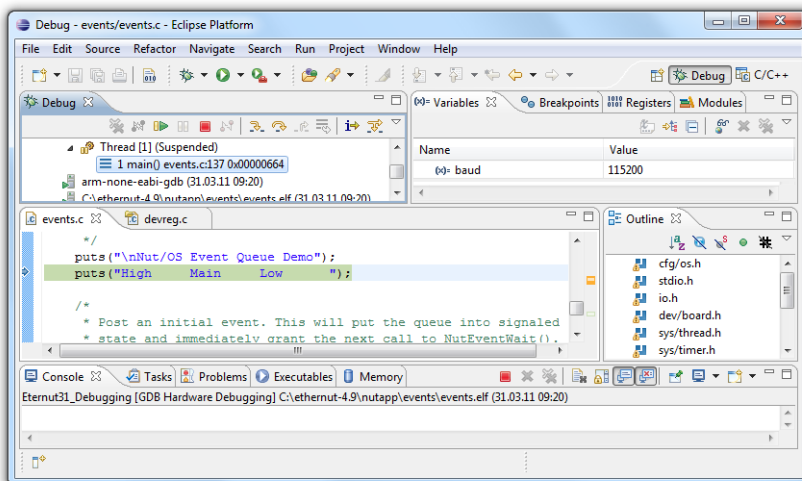 Debug - events/events.c - Eclipse Platform
File Edit Source Refactor Navigate Search Run Project Window Help
Debug C/C++
Debug
Thread [1] (Suspended)
1 main() events.c:137 0x00000664
arm-none-eabi-gdb (31.03.11 09:20)
C:\ethernut-4.9\nutapp\events\events.elf (31.03.11 09:20)
(x)= Variables Breakpoints Registers Modules
Name Value
(x)= baud 115200
events.c devreg.c
*/
puts("\nNut/OS Event Queue Demo");
puts("High     Main     Low      ");
/*
* Post an initial event. This will put the queue into signaled
* state and immediately grant the next call to NutEventWait().
Outline
cfg/os.h
stdio.h
io.h
dev/board.h
sys/thread.h
sys/timer.h
Console Tasks Problems Executables Memory
Eternut31_Debugging [GDB Hardware Debugging] C:\ethernut-4.9\nutapp\events\events.elf (31.03.11 09:20)